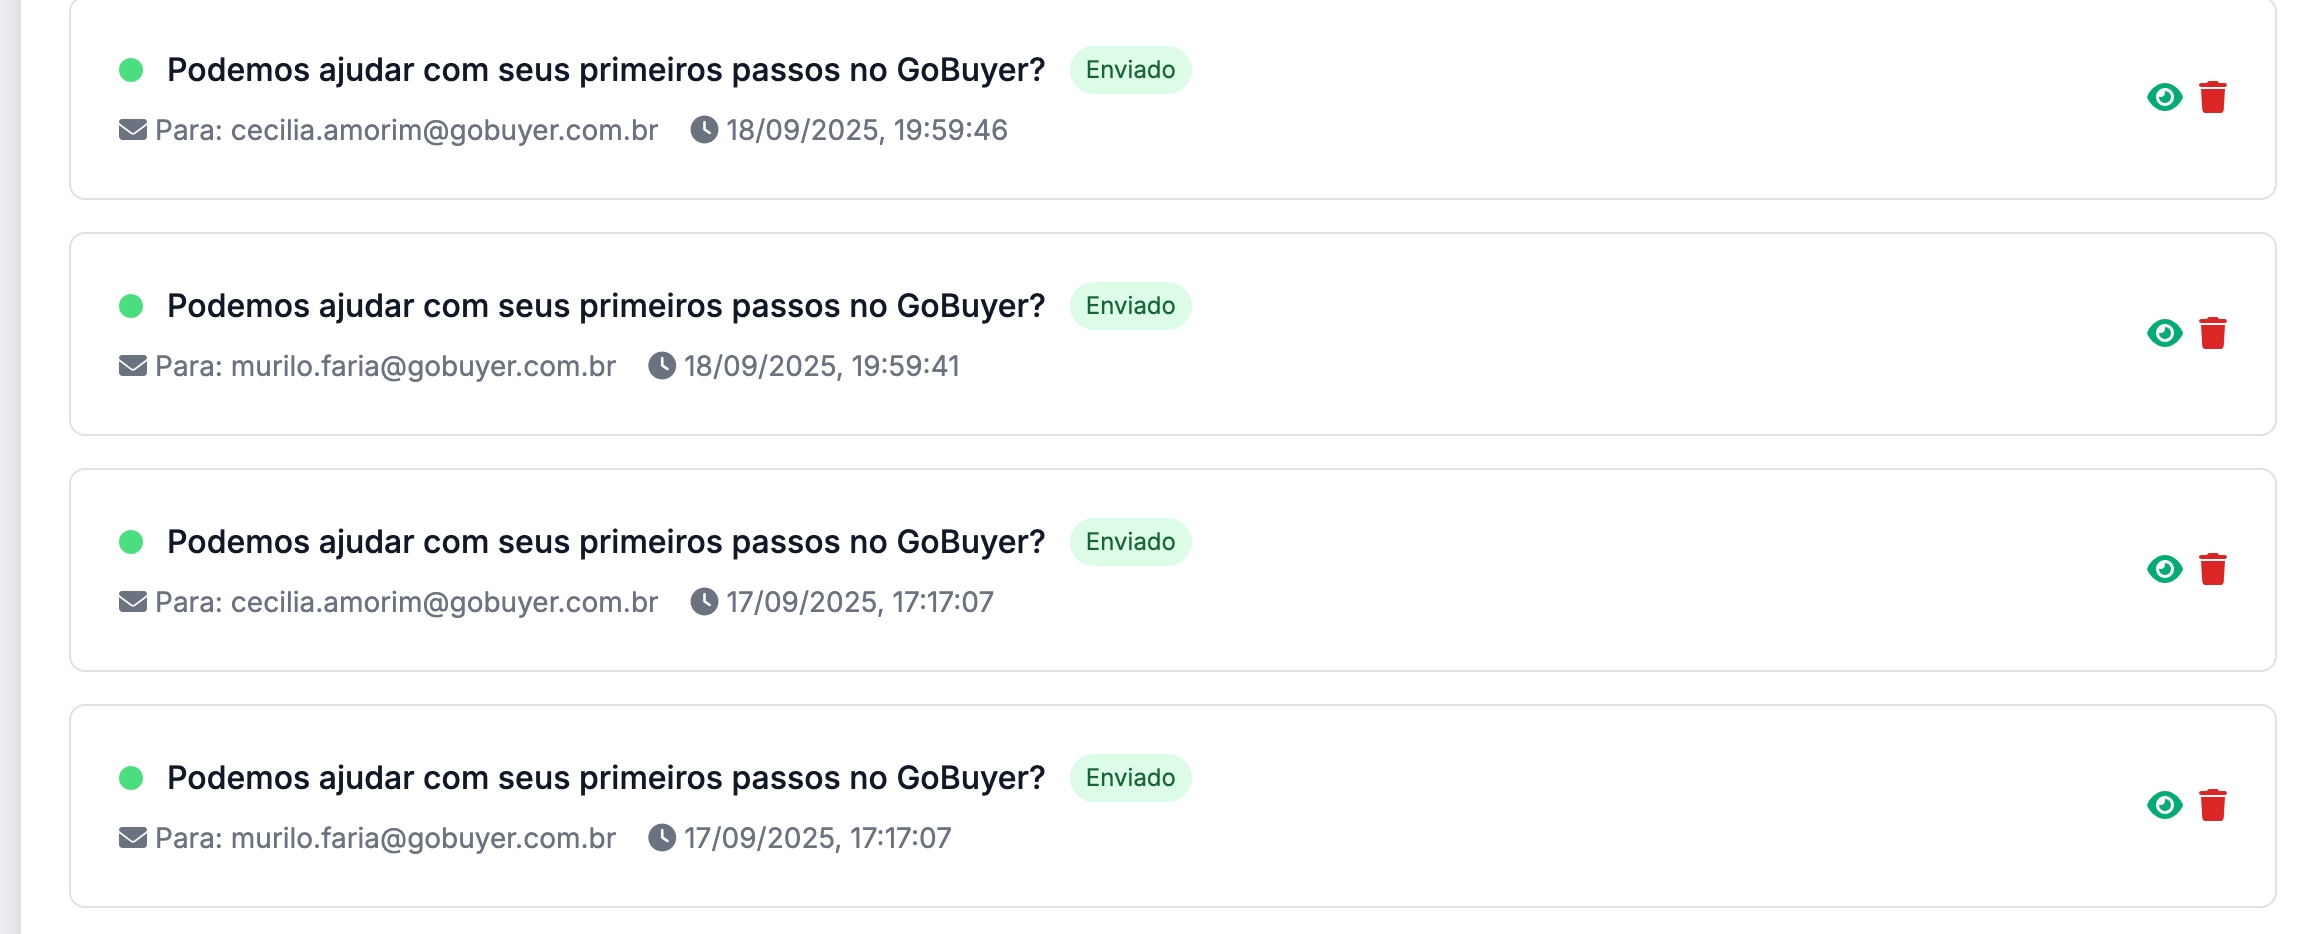 Podemos ajudar com seus primeiros passos no GoBuyer? Enviado
Para: cecilia.amorim@gobuyer.com.br 18/09/2025, 19:59:46
Podemos ajudar com seus primeiros passos no GoBuyer? Enviado
Para: murilo.faria@gobuyer.com.br 18/09/2025, 19:59:41
Podemos ajudar com seus primeiros passos no GoBuyer? Enviado
Para: cecilia.amorim@gobuyer.com.br 17/09/2025, 17:17:07
Podemos ajudar com seus primeiros passos no GoBuyer? Enviado
Para: murilo.faria@gobuyer.com.br 17/09/2025, 17:17:07